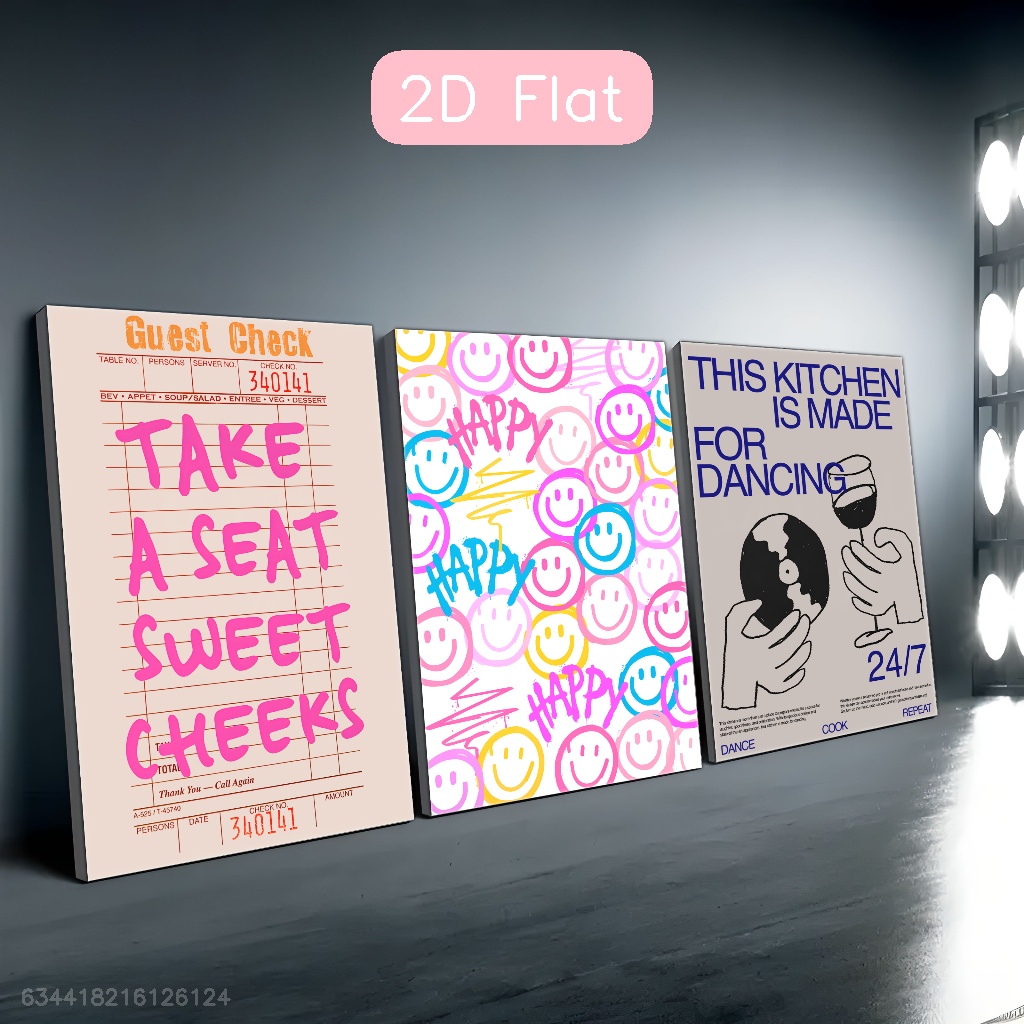 2D Flat
Guest Check
TABLE NO. PERSONS SERVER NO. CHECK NO.
340141
BEV • APPET • SOUP/SALAD • ENTREE • VEG • DESSERT
TAKE
A SEAT
SWEET
CHEEKS
TOTAL
Thank You — Call Again
A-625 / T-45740
PERSONS DATE CHECK NO. AMOUNT
340141
HAPPY
HAPPY
HAPPY
THIS KITCHEN
IS MADE
FOR
DANCING
24/7
DANCE COOK REPEAT
634418216126124